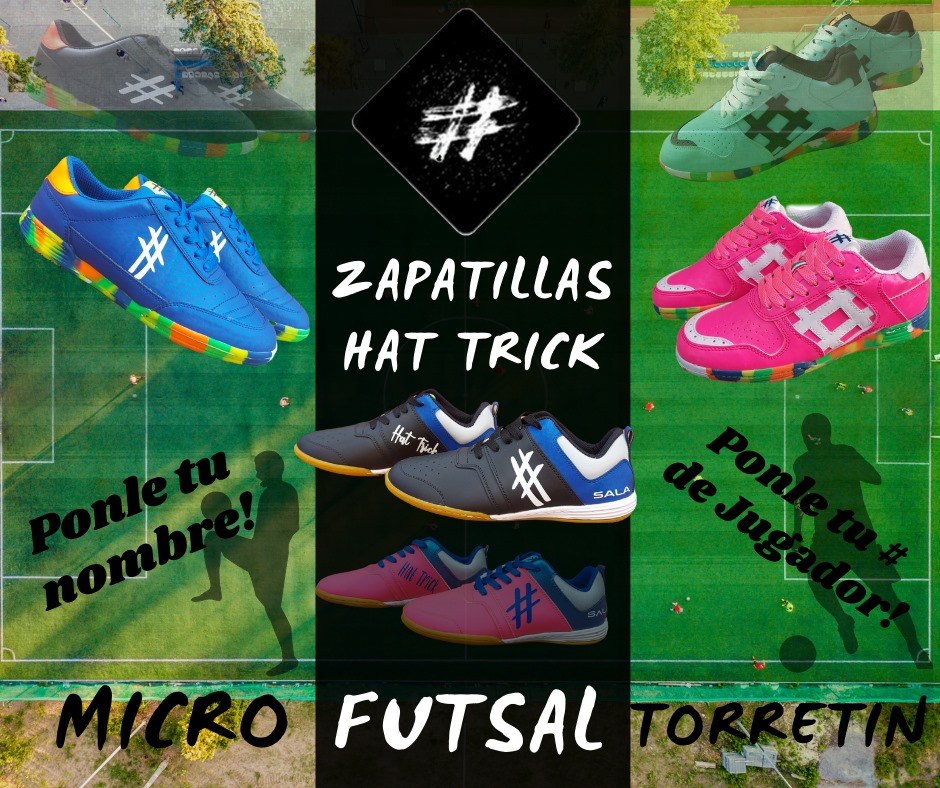 #
ZAPATILLAS
HAT TRICK
Hat Trick
#
SALA
Hat Trick
#
SALA
Ponle tu
nombre!
Ponle tu #
de Jugador!
MICRO
FUTSAL
TORRETIN